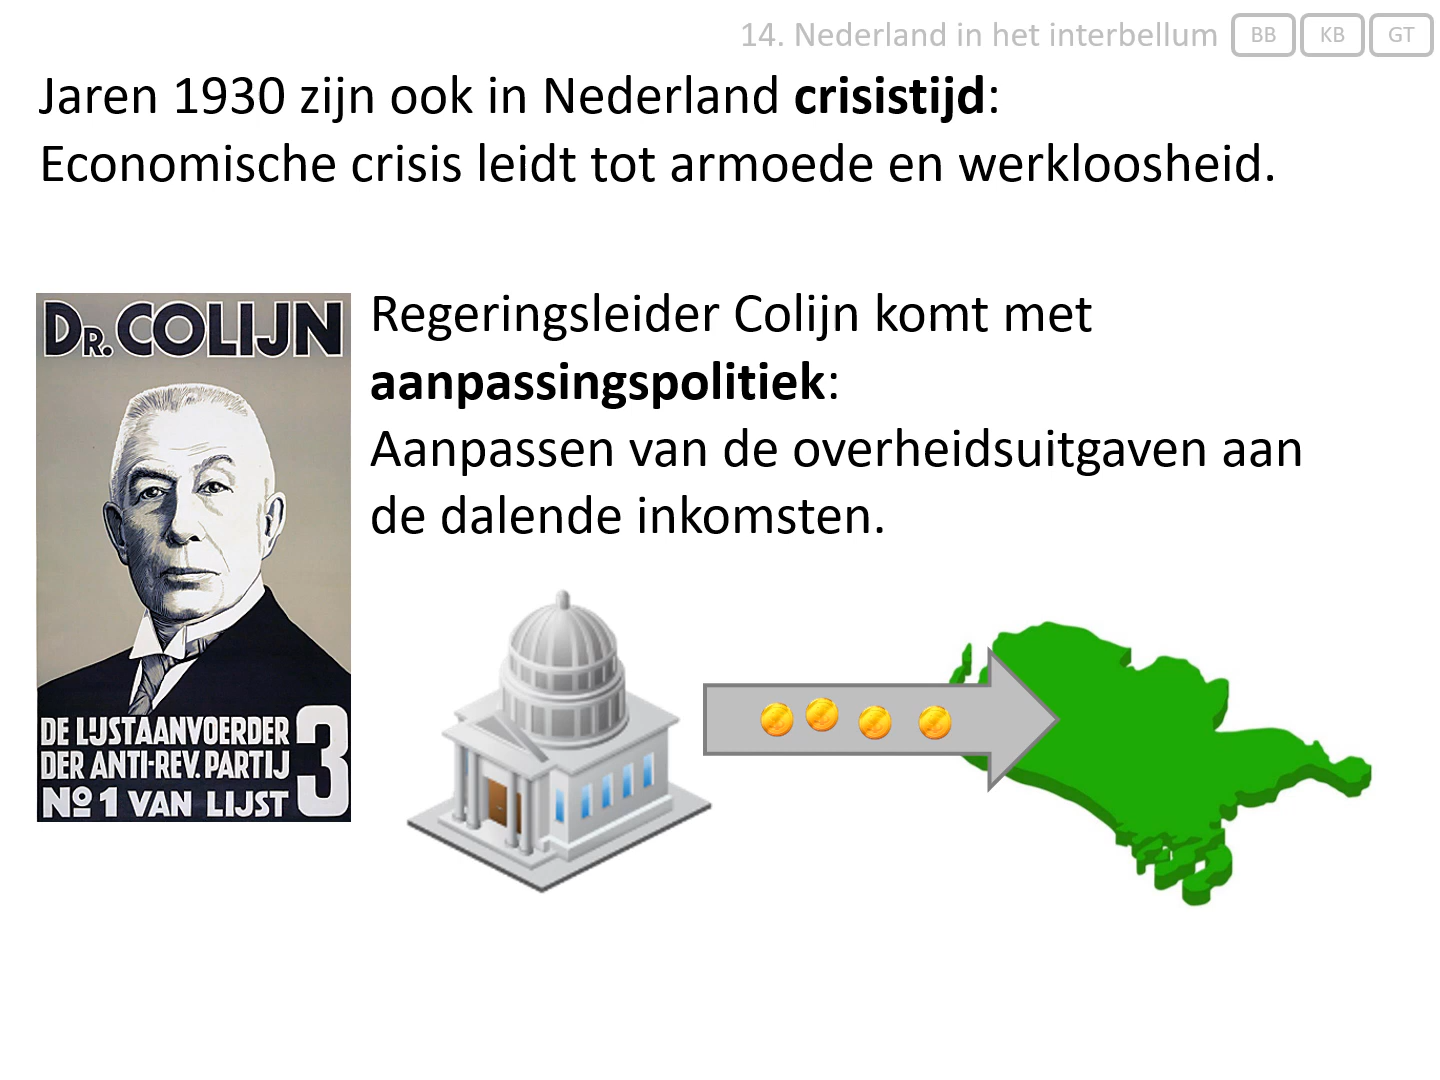 14. Nederland in het interbellum BB KB GT
Jaren 1930 zijn ook in Nederland crisistijd:
Economische crisis leidt tot armoede en werkloosheid.
Regeringsleider Colijn komt met
aanpassingspolitiek:
Aanpassen van de overheidsuitgaven aan
de dalende inkomsten.
DR. COLIJN
DE LIJSTAANVOERDER
DER ANTI-REV. PARTIJ 3
No 1 VAN LIJST